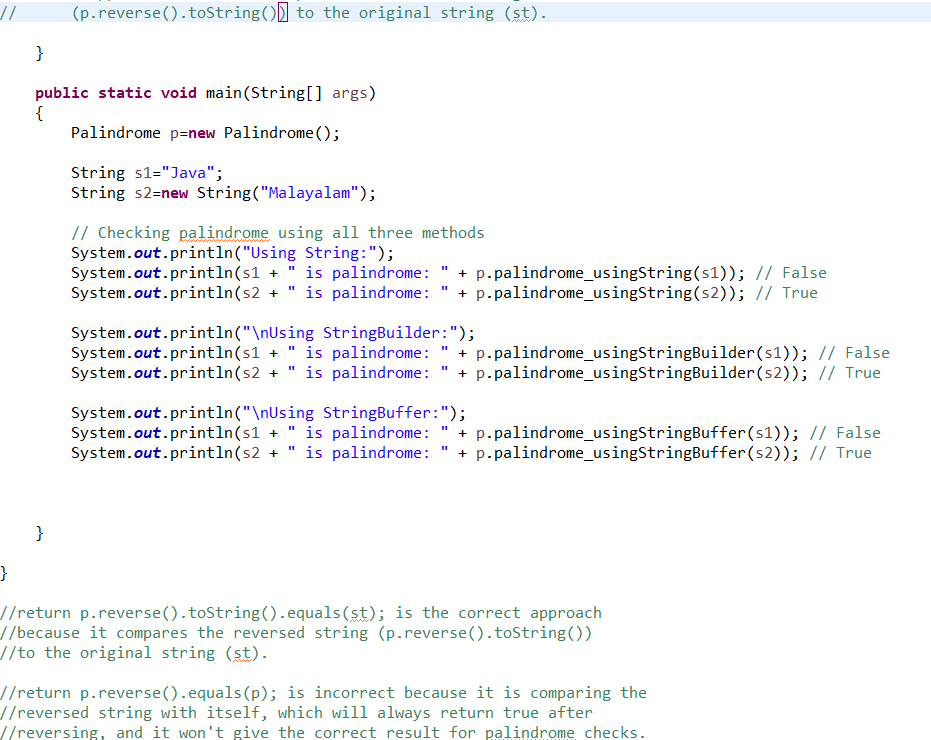 //      (p.reverse().toString()) to the original string (st).
    }
    public static void main(String[] args)
    {
        Palindrome p=new Palindrome();
        String s1="Java";
        String s2=new String("Malayalam");
        // Checking palindrome using all three methods
        System.out.println("Using String:");
        System.out.println(s1 + " is palindrome: " + p.palindrome_usingString(s1)); // False
        System.out.println(s2 + " is palindrome: " + p.palindrome_usingString(s2)); // True
        System.out.println("\nUsing StringBuilder:");
        System.out.println(s1 + " is palindrome: " + p.palindrome_usingStringBuilder(s1)); // False
        System.out.println(s2 + " is palindrome: " + p.palindrome_usingStringBuilder(s2)); // True
        System.out.println("\nUsing StringBuffer:");
        System.out.println(s1 + " is palindrome: " + p.palindrome_usingStringBuffer(s1)); // False
        System.out.println(s2 + " is palindrome: " + p.palindrome_usingStringBuffer(s2)); // True
    }
}
//return p.reverse().toString().equals(st); is the correct approach
//because it compares the reversed string (p.reverse().toString())
//to the original string (st).
//return p.reverse().equals(p); is incorrect because it is comparing the
//reversed string with itself, which will always return true after
//reversing, and it won't give the correct result for palindrome checks.